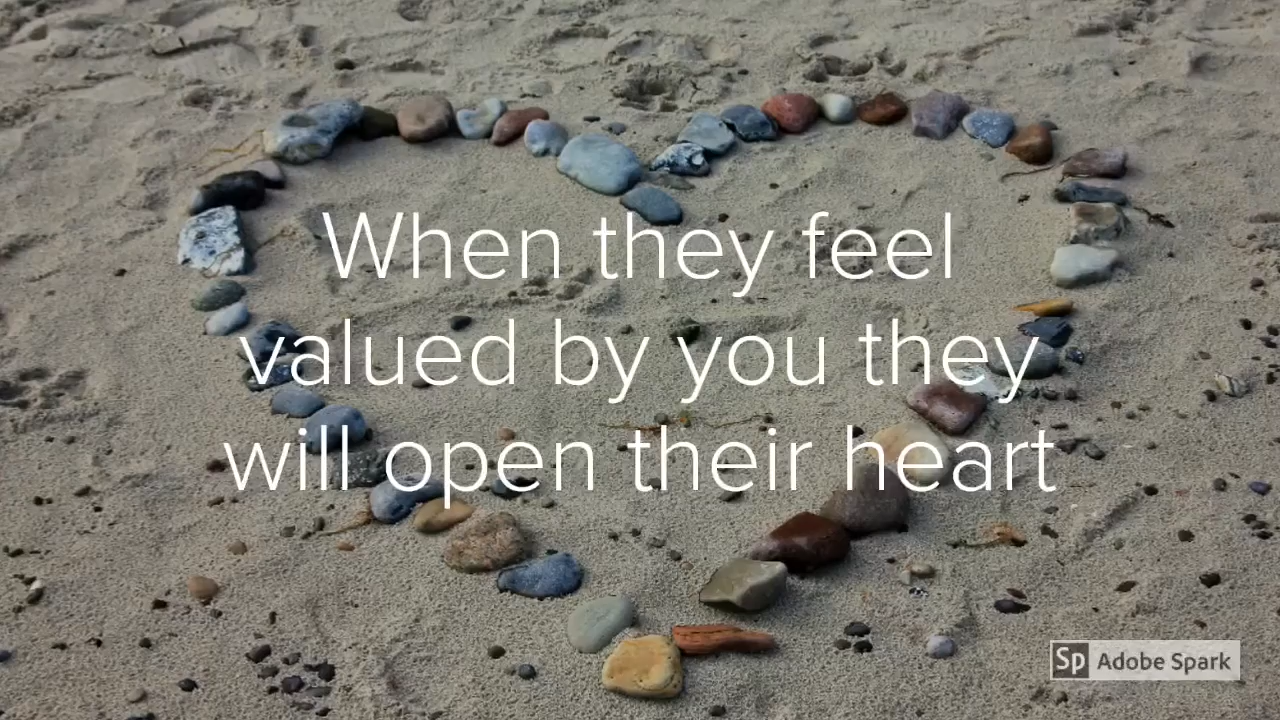 When they feel
valued by you they
will open their heart
Sp Adobe Spark